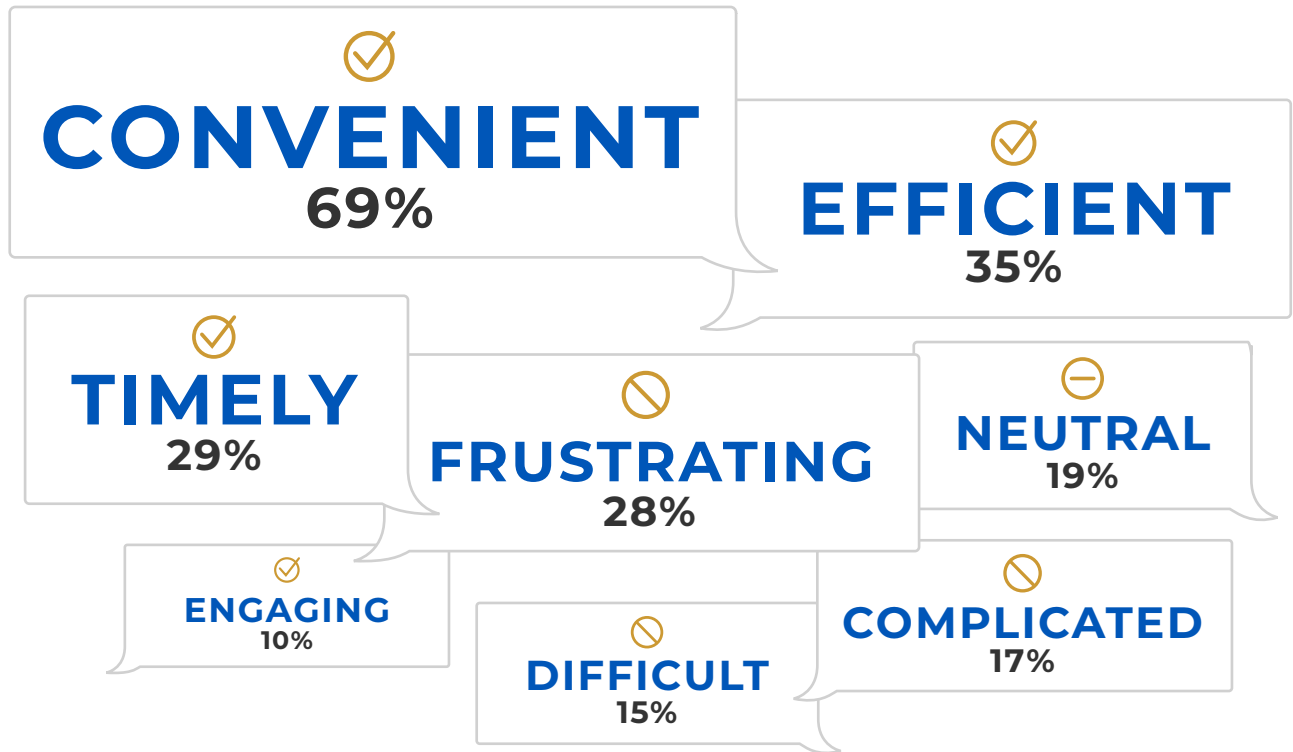 CONVENIENT
69%
EFFICIENT
35%
TIMELY
29%
FRUSTRATING
28%
NEUTRAL
19%
ENGAGING
10%
DIFFICULT
15%
COMPLICATED
17%